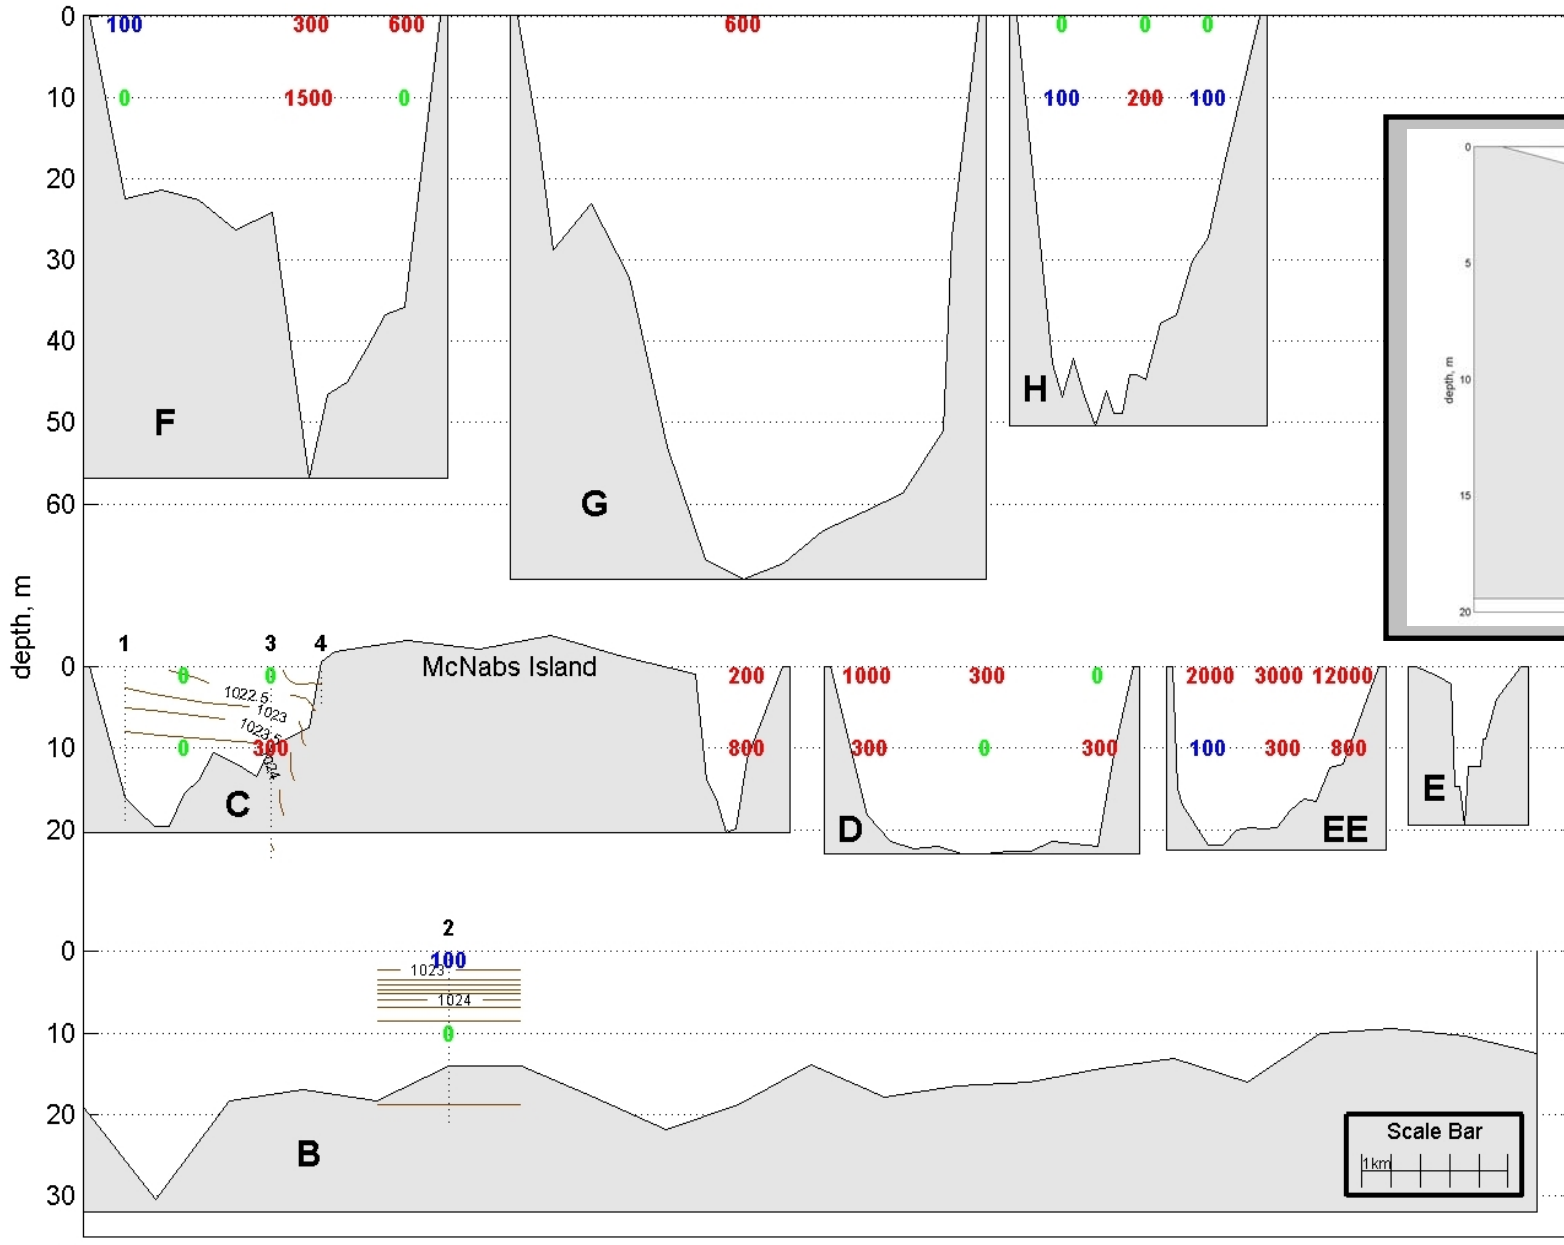 0 100 300 600 600 0 0 0
10 0 1500 0 100 200 100
20
30
40
50
60
F
G
H
0
5
10
15
20
depth, m
depth, m
1 3 4
McNabs Island
0 0 0 200 1000 300 0 2000 3000 12000
1022.5
1023
1023.5
1024
10 0 300 800 300 0 300 100 300 800
20
C
D
EE
E
2
0 100
1023
1024
10 0
20
30
B
Scale Bar
1km